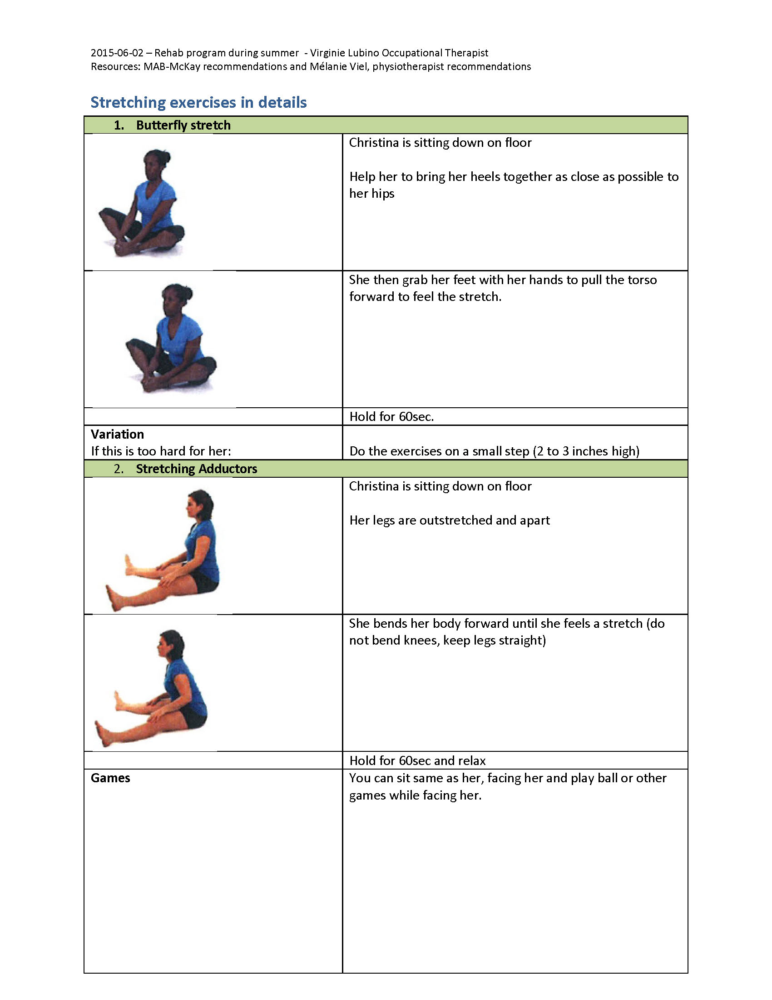 2015-06-02 – Rehab program during summer  - Virginie Lubino Occupational Therapist
Resources: MAB-McKay recommendations and Mélanie Viel, physiotherapist recommendations
Stretching exercises in details
1. Butterfly stretch
Christina is sitting down on floor
Help her to bring her heels together as close as possible to
her hips
She then grab her feet with her hands to pull the torso
forward to feel the stretch.
Hold for 60sec.
Variation
If this is too hard for her:
Do the exercises on a small step (2 to 3 inches high)
2. Stretching Adductors
Christina is sitting down on floor
Her legs are outstretched and apart
She bends her body forward until she feels a stretch (do
not bend knees, keep legs straight)
Hold for 60sec and relax
Games
You can sit same as her, facing her and play ball or other
games while facing her.